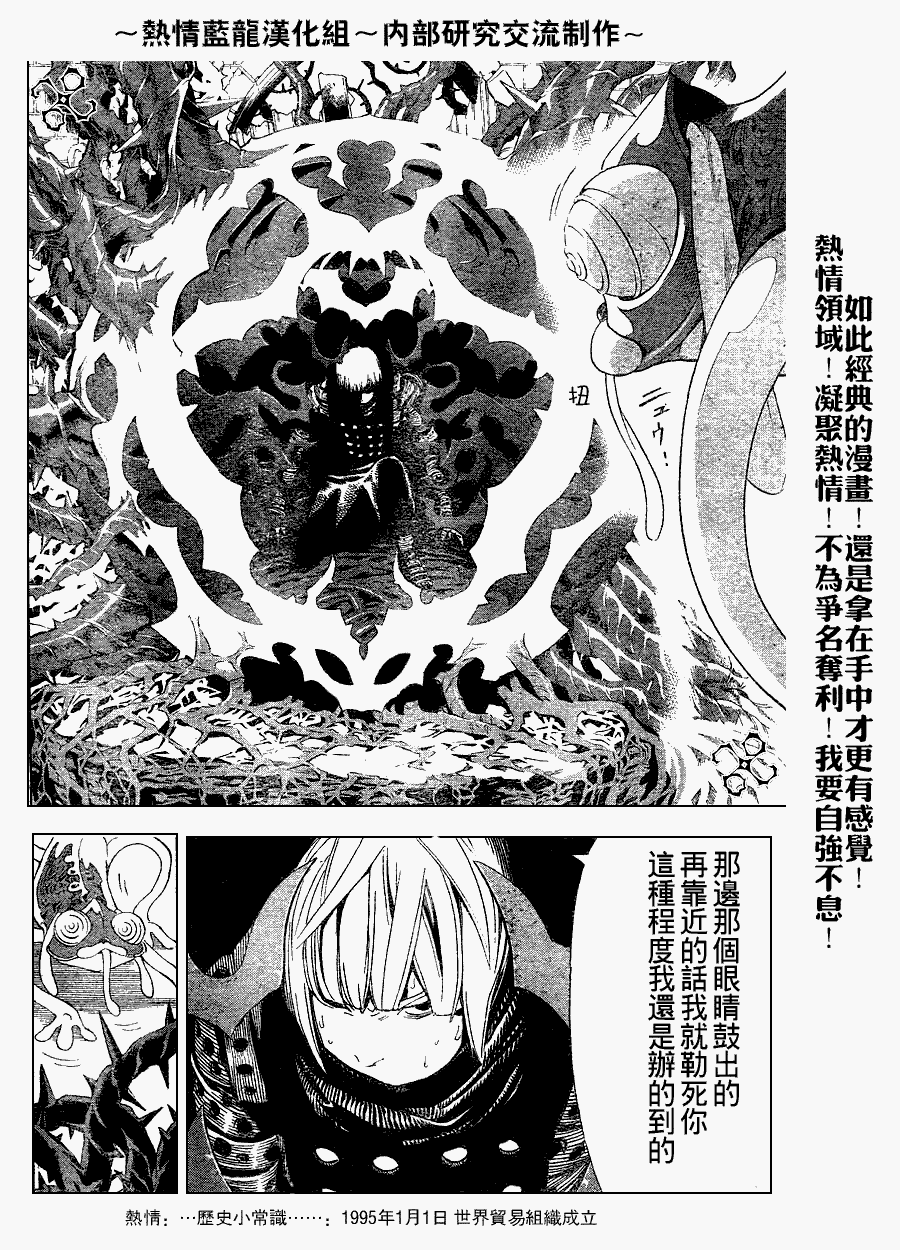 ~熱情藍龍漢化組~内部研究交流制作~
如此經典的漫畫！還是拿在手中才更有感覺！
熱情領域！凝聚熱情！不為爭名奪利！我要自強不息！
ニュウ…！
扭
那邊那個眼睛鼓出的
再靠近的話我就勒死你
這種程度我還是辦的到的
熱情：…歷史小常識……：1995年1月1日 世界貿易組織成立